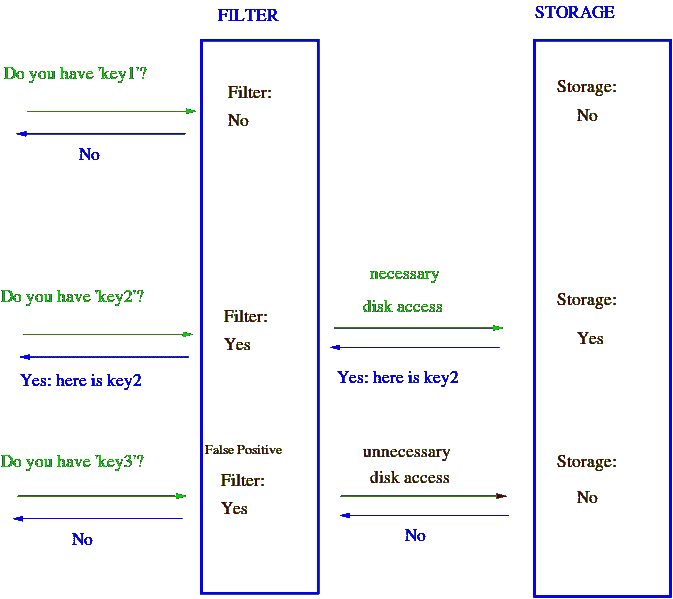 FILTER
STORAGE
Do you have 'key1'?
Filter:
No
Storage:
No
No
Do you have 'key2'?
Filter:
Yes
necessary
disk access
Storage:
Yes
Yes: here is key2
Yes: here is key2
Do you have 'key3'?
False Positive
Filter:
Yes
unnecessary
disk access
Storage:
No
No
No